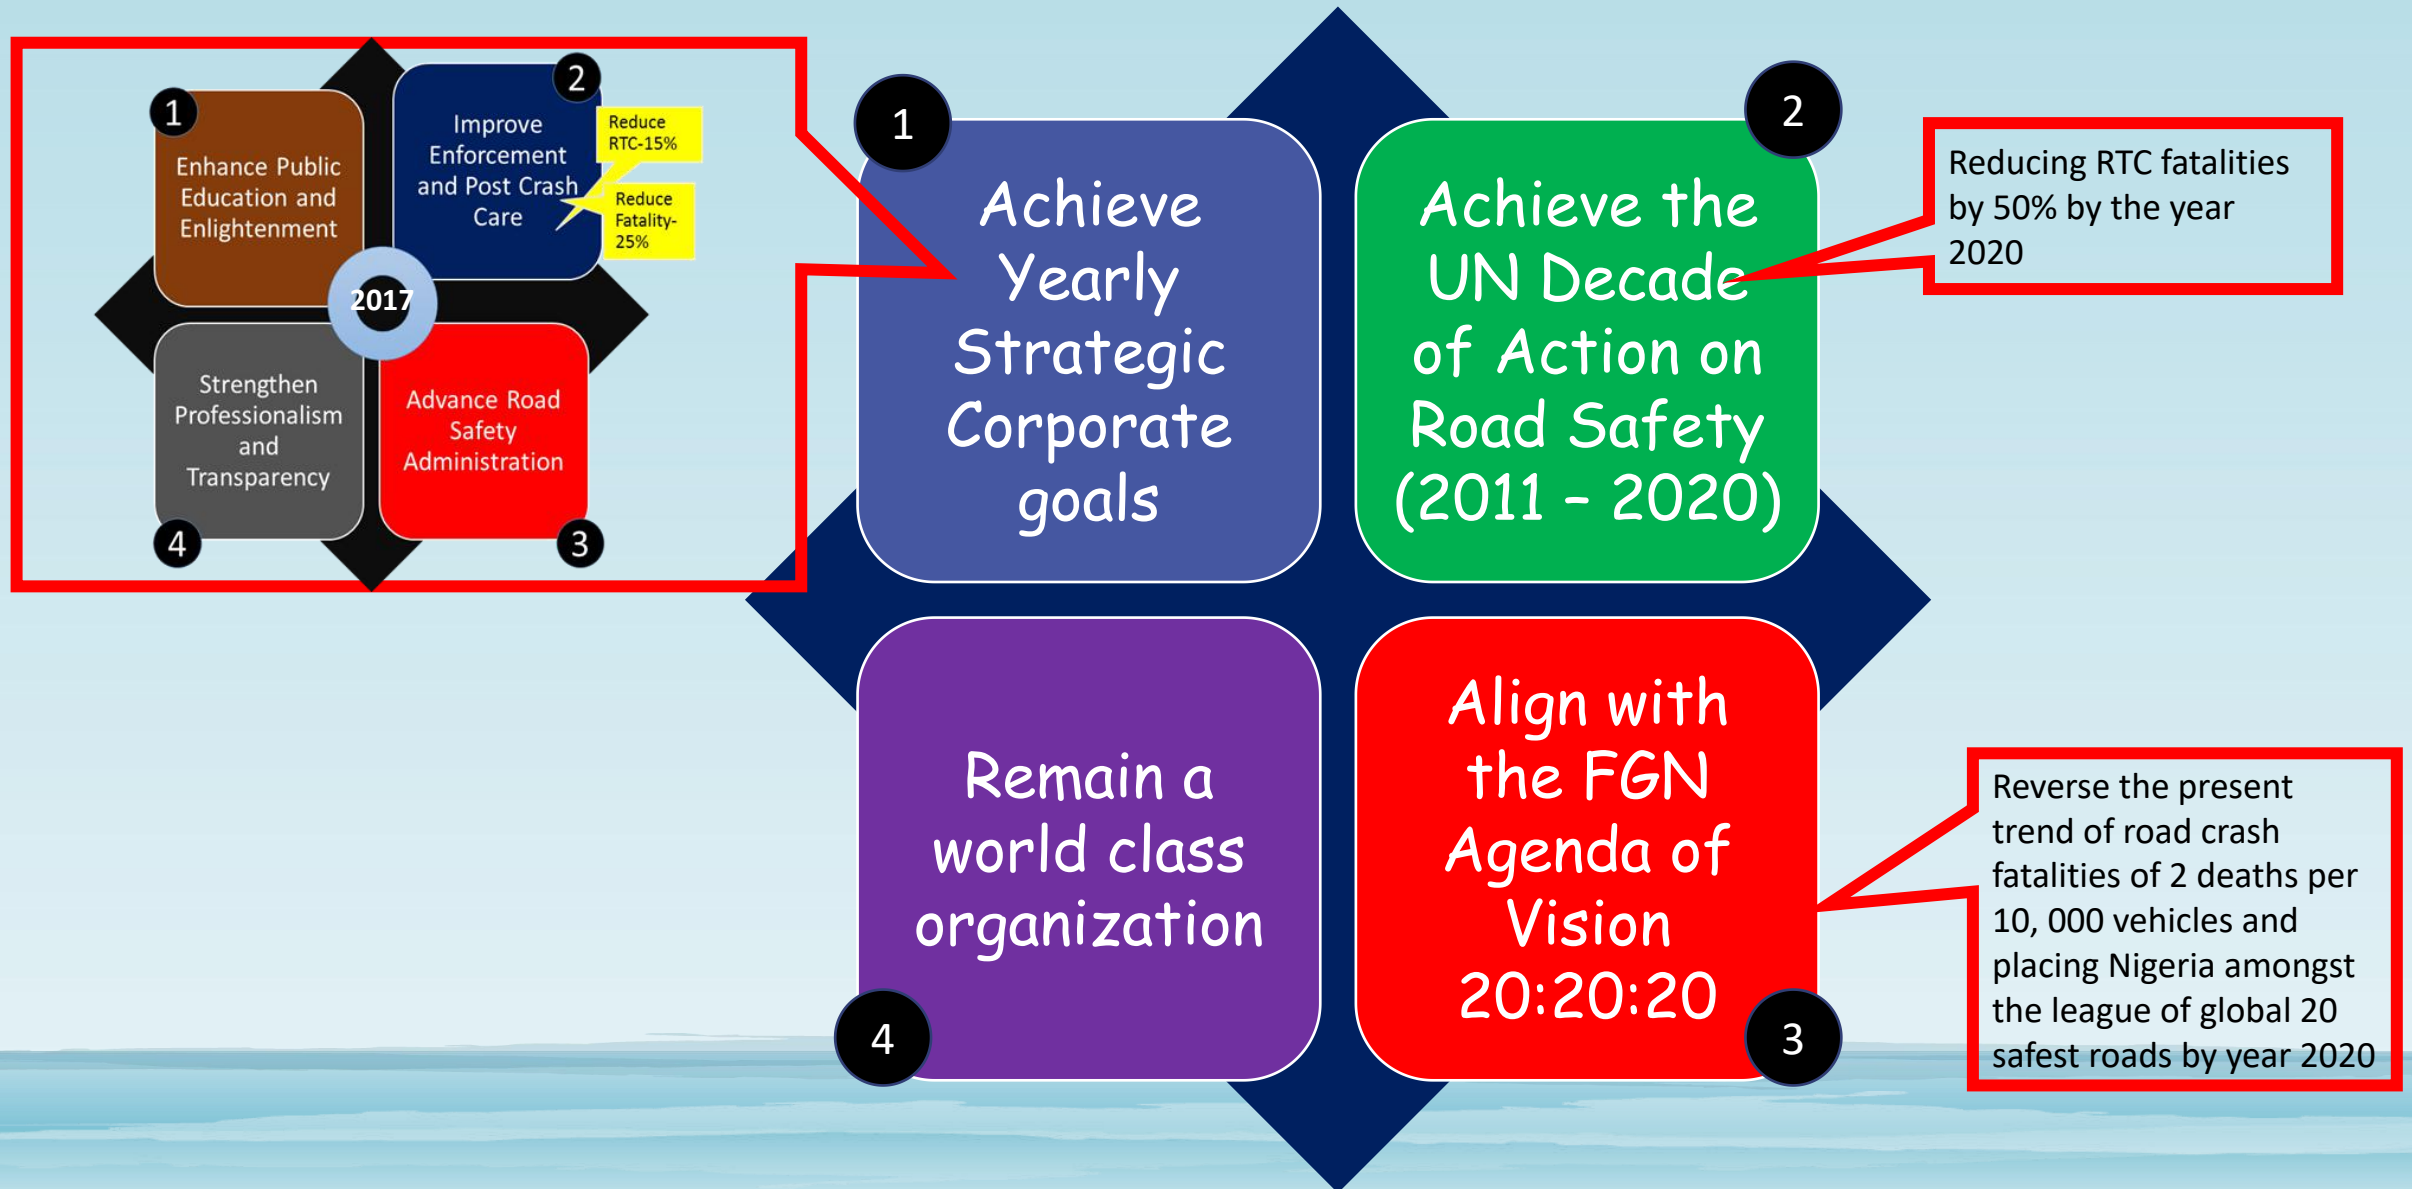 1
Enhance Public
Education and
Enlightenment
2
Improve
Enforcement
and Post Crash
Care
Reduce
RTC-15%
Reduce
Fatality-
25%
2017
Strengthen
Professionalism
and
Transparency
4
Advance Road
Safety
Administration
3
1
Achieve
Yearly
Strategic
Corporate
goals
2
Achieve the
UN Decade
of Action on
Road Safety
(2011 – 2020)
Reducing RTC fatalities
by 50% by the year
2020
Remain a
world class
organization
4
Align with
the FGN
Agenda of
Vision
20:20:20
3
Reverse the present
trend of road crash
fatalities of 2 deaths per
10, 000 vehicles and
placing Nigeria amongst
the league of global 20
safest roads by year 2020